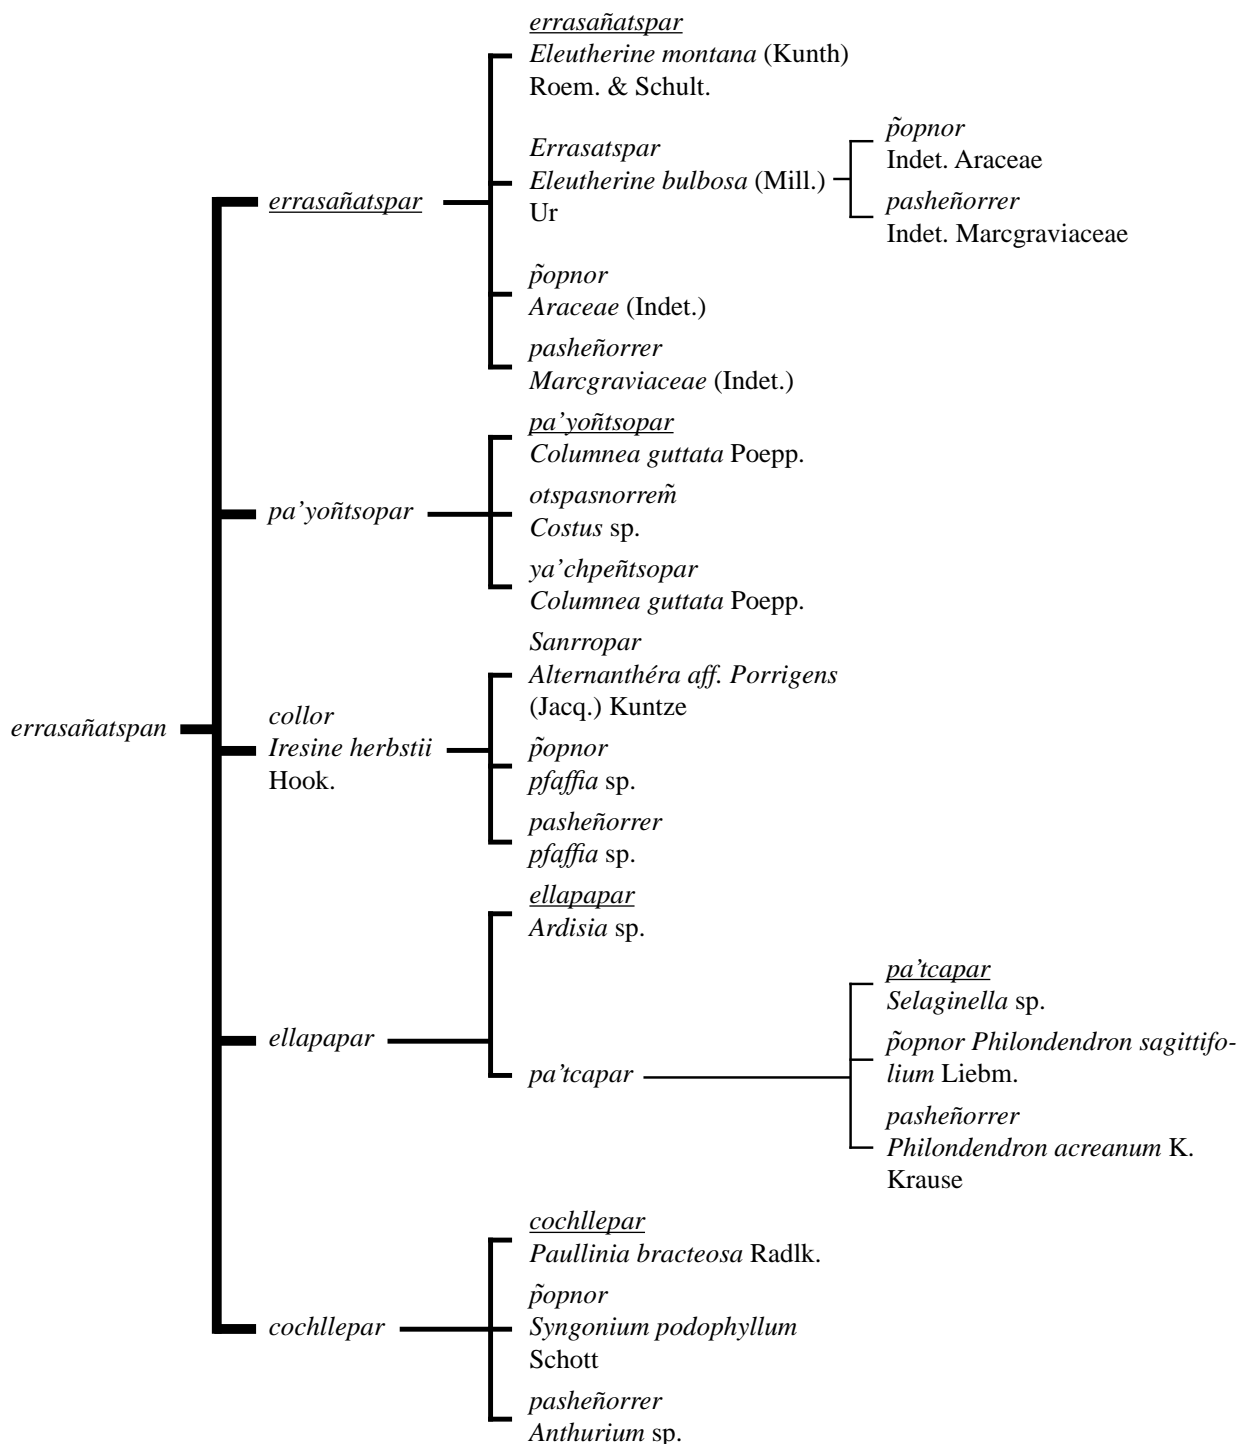 errasañatspan
errasañatspar
errasañatspar
Eleutherine montana (Kunth)
Roem. & Schult.
Errasatspar
Eleutherine bulbosa (Mill.)
Ur
p̃opnor
Indet. Araceae
pasheñorrer
Indet. Marcgraviaceae
p̃opnor
Araceae (Indet.)
pasheñorrer
Marcgraviaceae (Indet.)
pa’yoñtsopar
pa’yoñtsopar
Columnea guttata Poepp.
otspasnorrem̃
Costus sp.
ya’chpeñtsopar
Columnea guttata Poepp.
collor
Iresine herbstii
Hook.
Sanrropar
Alternanthéra aff. Porrigens
(Jacq.) Kuntze
p̃opnor
pfaffia sp.
pasheñorrer
pfaffia sp.
ellapapar
ellapapar
Ardisia sp.
pa’tcapar
pa’tcapar
Selaginella sp.
p̃opnor Philondendron sagittifo-
lium Liebm.
pasheñorrer
Philondendron acreanum K.
Krause
cochllepar
cochllepar
Paullinia bracteosa Radlk.
p̃opnor
Syngonium podophyllum
Schott
pasheñorrer
Anthurium sp.